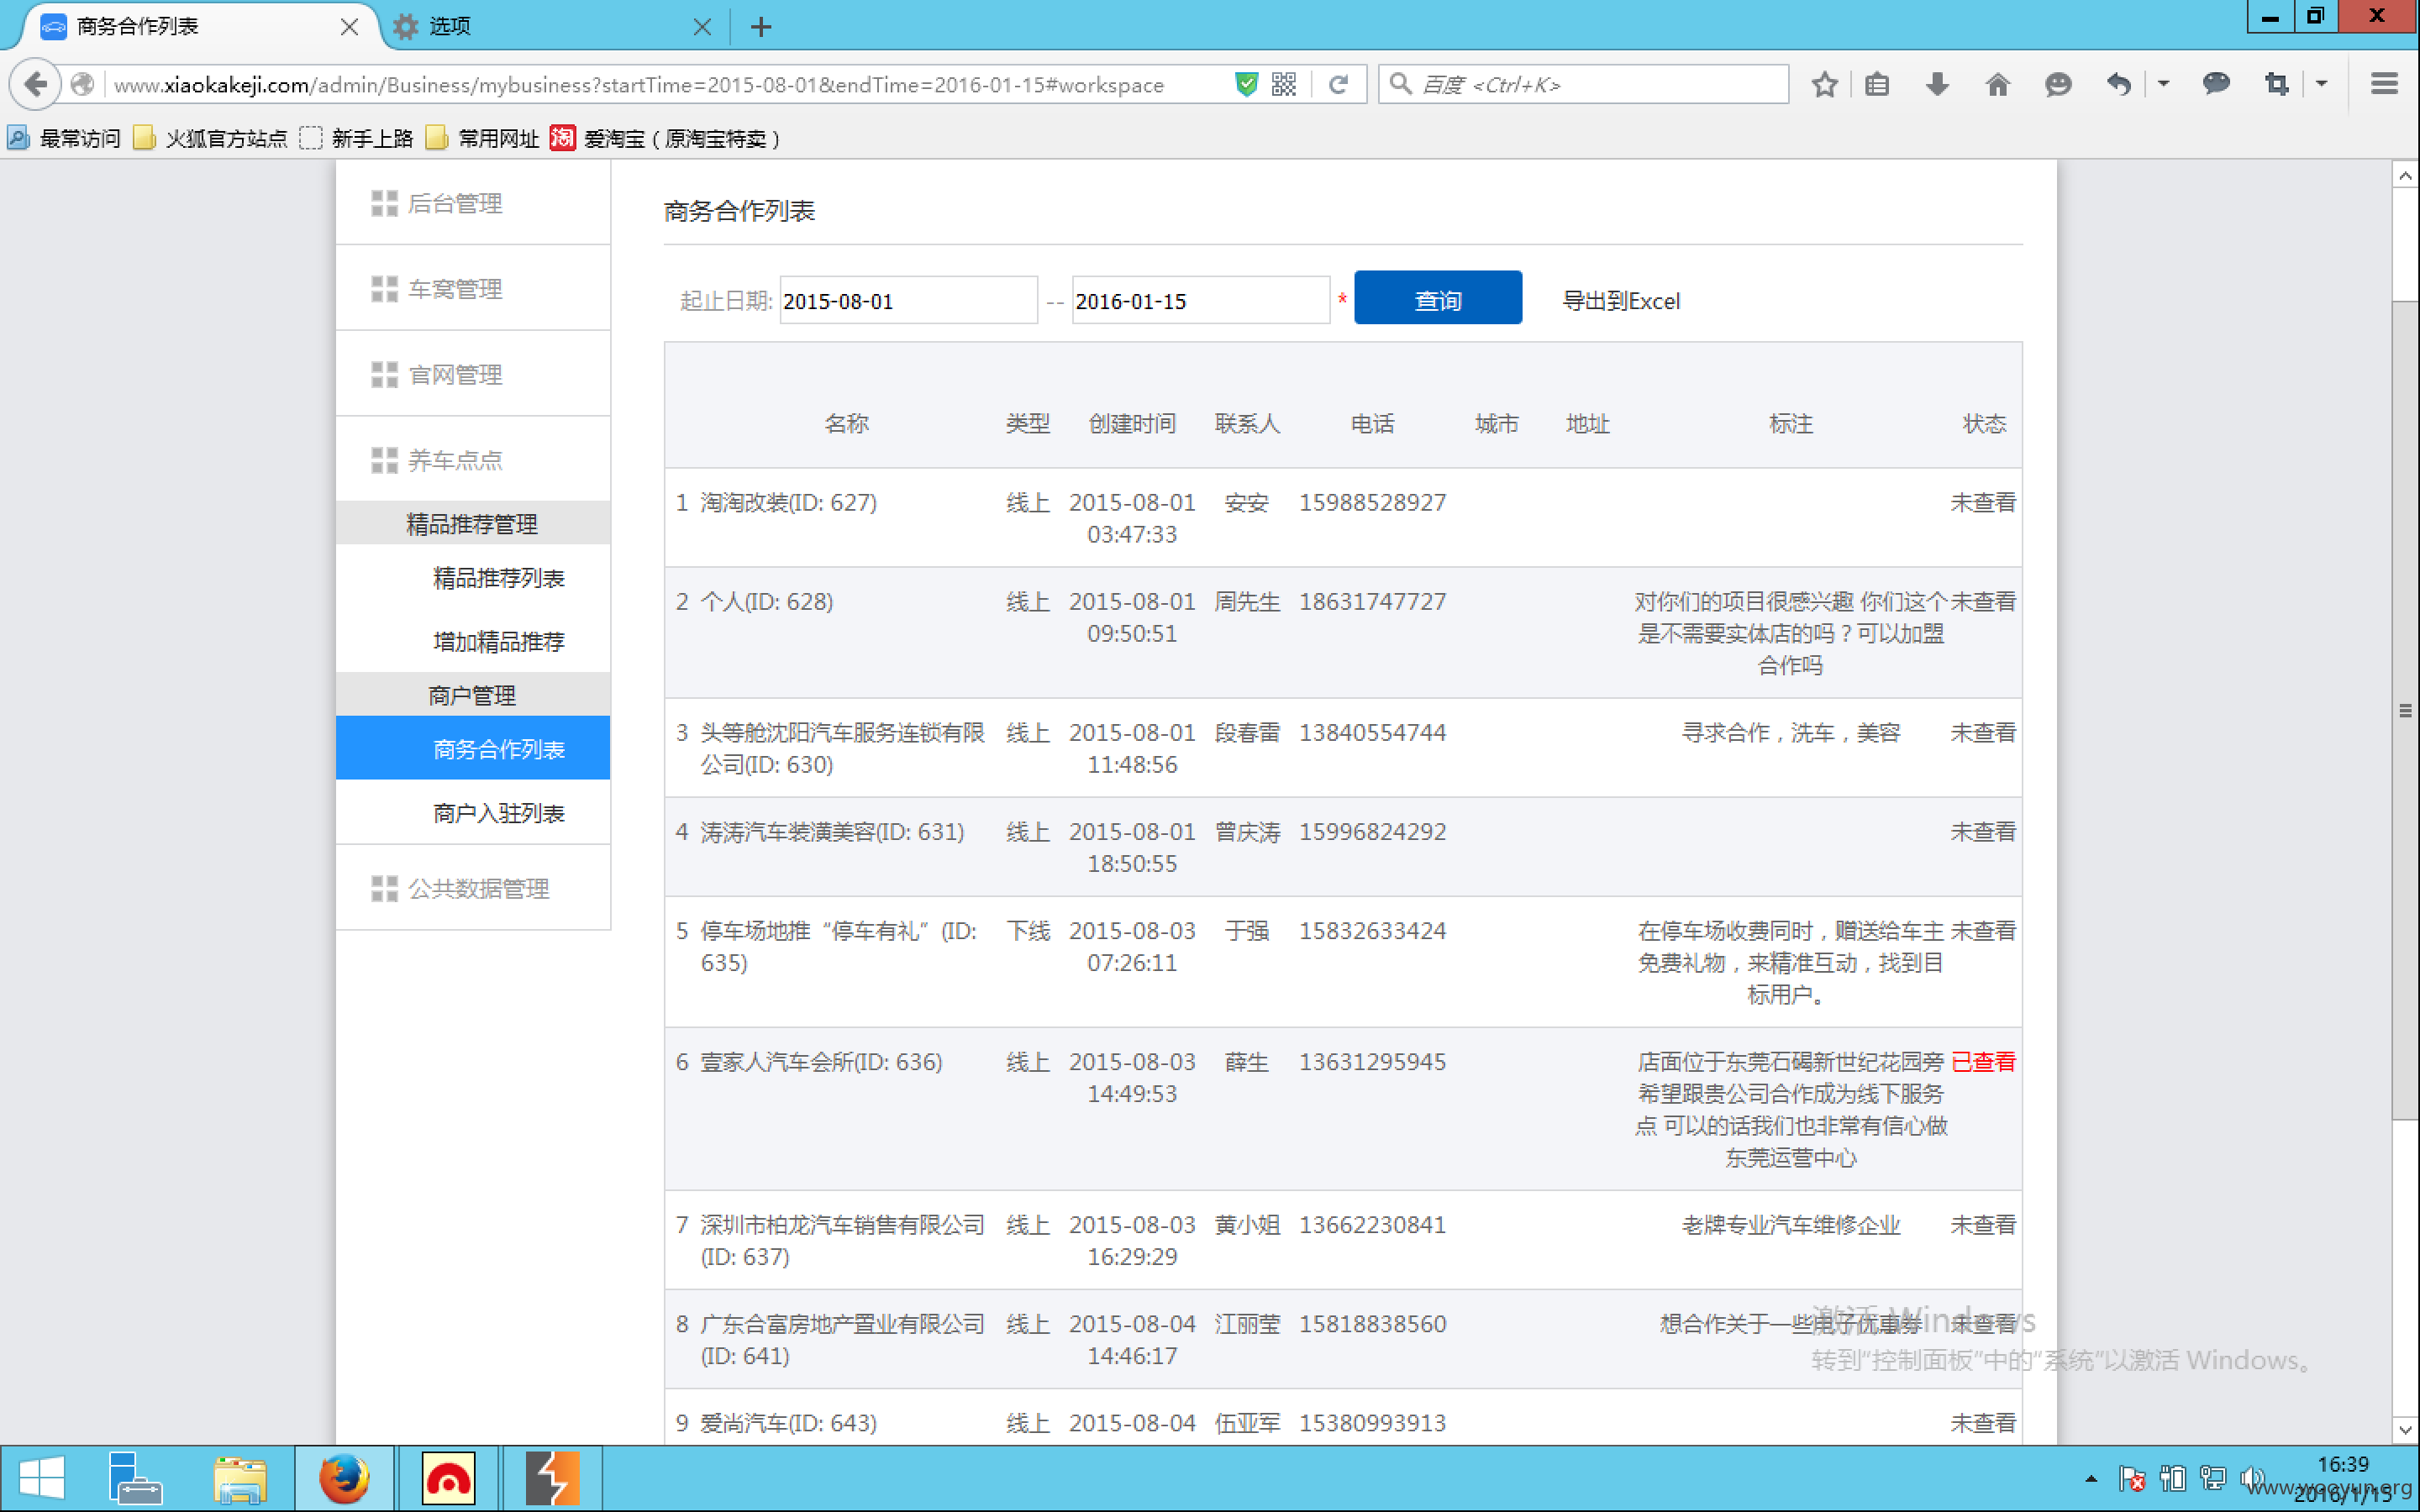 商务合作列表
选项
www.xiaokakeji.com/admin/Business/mybusiness?startTime=2015-08-01&endTime=2016-01-15#workspace
百度 <Ctrl+K>
最常访问 火狐官方站点 新手上路 常用网址 淘 爱淘宝（原淘宝特卖）
后台管理
车窝管理
官网管理
养车点点
精品推荐管理
精品推荐列表
增加精品推荐
商户管理
商务合作列表
商户入驻列表
公共数据管理
商务合作列表
起止日期: 2015-08-01 -- 2016-01-15 * 查询 导出到Excel
名称 类型 创建时间 联系人 电话 城市 地址 标注 状态
1 淘淘改装(ID: 627) 线上 2015-08-01 安安 15988528927 未查看
03:47:33
2 个人(ID: 628) 线上 2015-08-01 周先生 18631747727 对你们的项目很感兴趣 你们这个 未查看
09:50:51 是不需要实体店的吗？可以加盟
合作吗
3 头等舱沈阳汽车服务连锁有限 线上 2015-08-01 段春雷 13840554744 寻求合作，洗车，美容 未查看
公司(ID: 630) 11:48:56
4 涛涛汽车装潢美容(ID: 631) 线上 2015-08-01 曾庆涛 15996824292 未查看
18:50:55
5 停车场地推“停车有礼”(ID: 下线 2015-08-03 于强 15832633424 在停车场收费同时，赠送给车主 未查看
635) 07:26:11 免费礼物，来精准互动，找到目
标用户。
6 壹家人汽车会所(ID: 636) 线上 2015-08-03 薛生 13631295945 店面位于东莞石碣新世纪花园旁 已查看
14:49:53 希望跟贵公司合作成为线下服务
点 可以的话我们也非常有信心做
东莞运营中心
7 深圳市柏龙汽车销售有限公司 线上 2015-08-03 黄小姐 13662230841 老牌专业汽车维修企业 未查看
(ID: 637) 16:29:29
8 广东合富房地产置业有限公司 线上 2015-08-04 江丽莹 15818838560 想合作关于一些电子优惠券 未查看
(ID: 641) 14:46:17
9 爱尚汽车(ID: 643) 线上 2015-08-04 伍亚军 15380993913 未查看
激活 Windows
转到“控制面板”中的“系统”以激活 Windows。
16:39
2016/1/15
www.wooyun.org